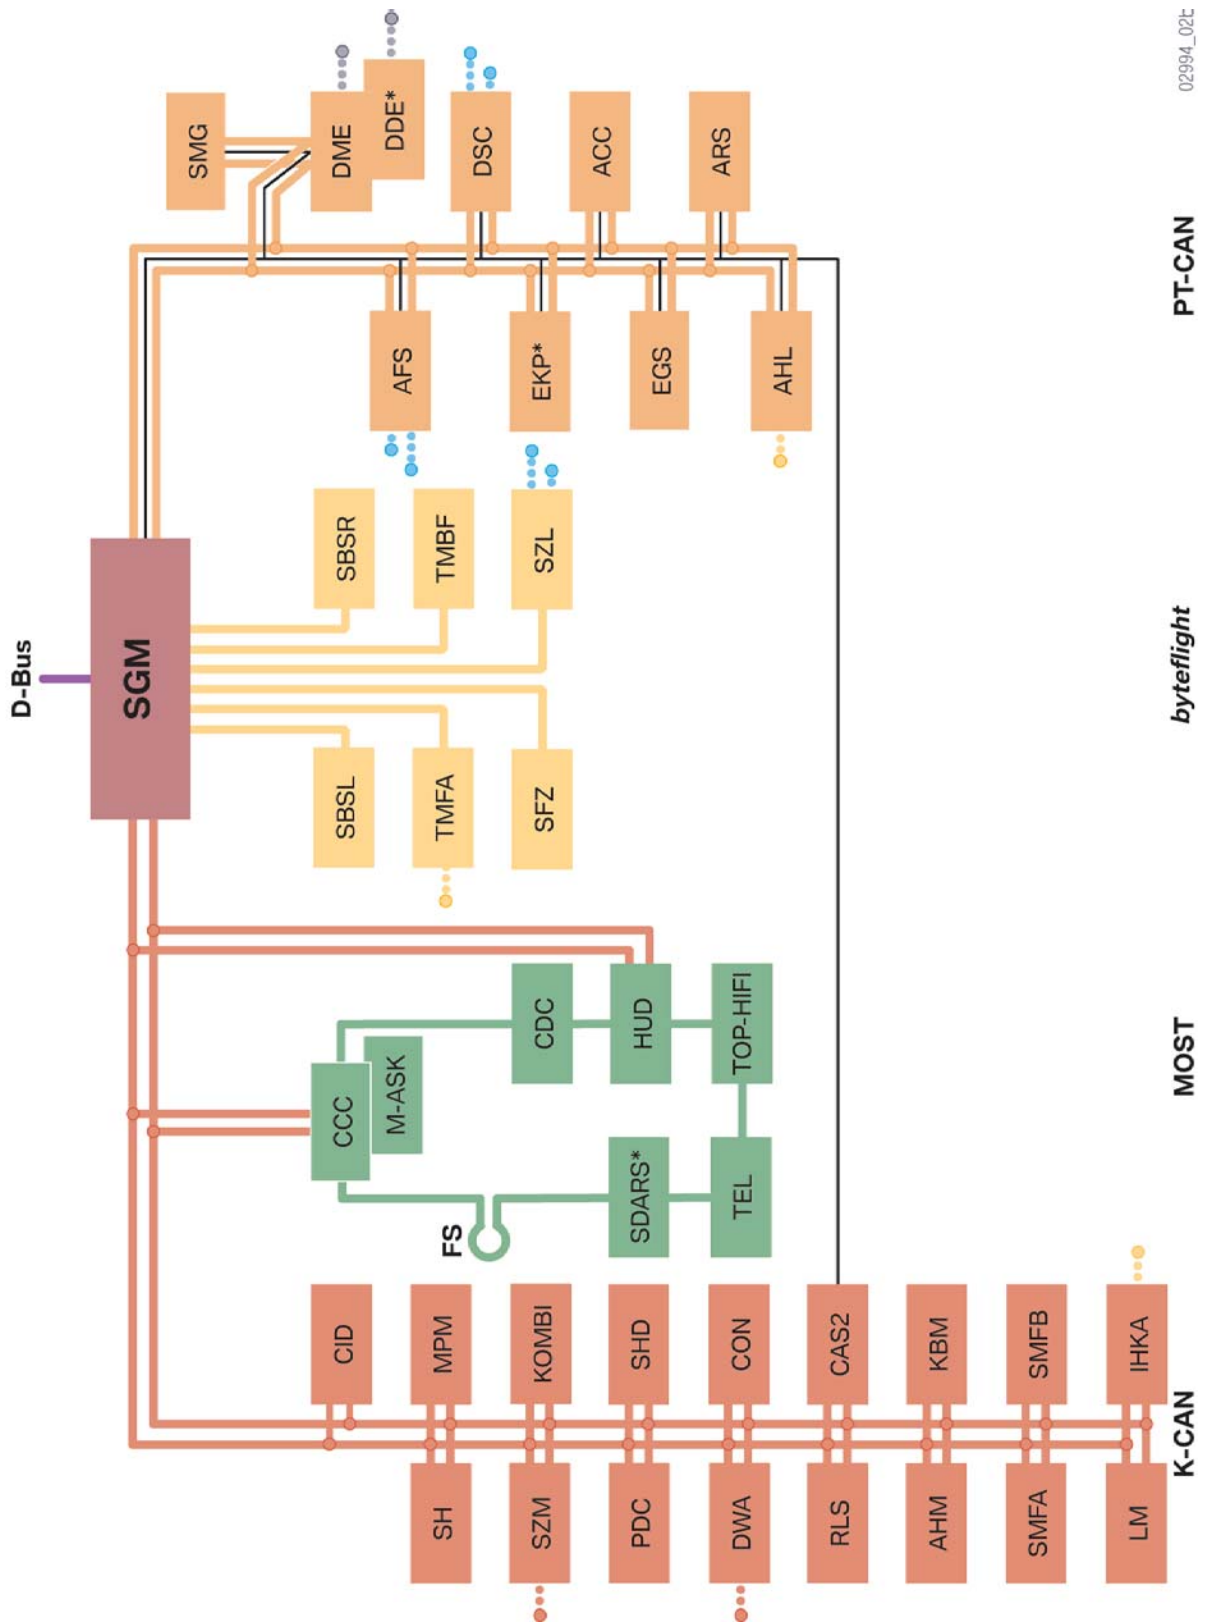 D-Bus
SGM
SMG
DME
DDE*
DSC
ACC
ARS
AFS
EKP*
EGS
AHL
SBSR
TMBF
SZL
SBSL
TMFA
SFZ
CCC
M-ASK
CDC
HUD
TOP-HIFI
FS
SDARS*
TEL
CID
MPM
KOMBI
SHD
CON
CAS2
KBM
SMFB
IHKA
SH
SZM
PDC
DWA
RLS
AHM
SMFA
LM
K-CAN
MOST
byteflight
PT-CAN